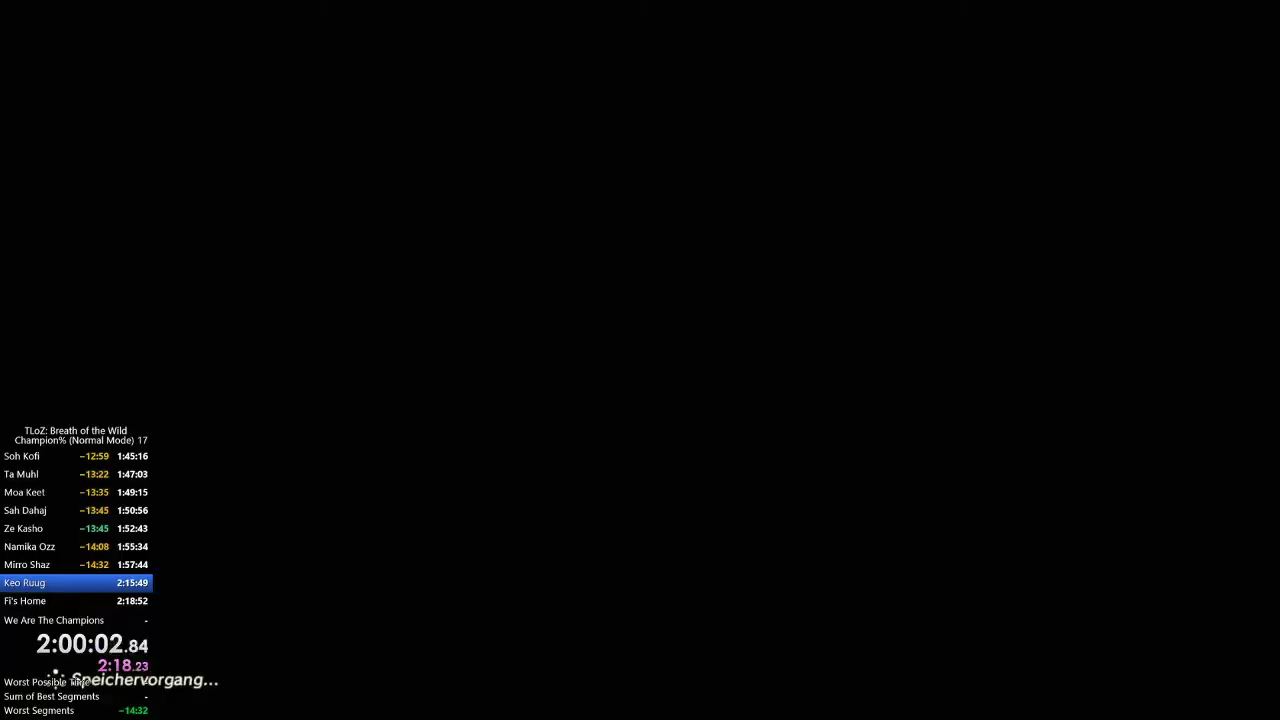 TLoZ: Breath of the Wild
Champion% (Normal Mode) 17
Soh Kofi −12:59 1:45:16
Ta Muhl −13:22 1:47:03
Moa Keet −13:35 1:49:15
Sah Dahaj −13:45 1:50:56
Ze Kasho −13:45 1:52:43
Namika Ozz −14:08 1:55:34
Mirro Shaz −14:32 1:57:44
Keo Ruug 2:15:49
Fi's Home 2:18:52
We Are The Champions -
2:00:02.84
2:18.23
Speichervorgang...
Worst Possible Time -
Sum of Best Segments -
Worst Segments −14:32